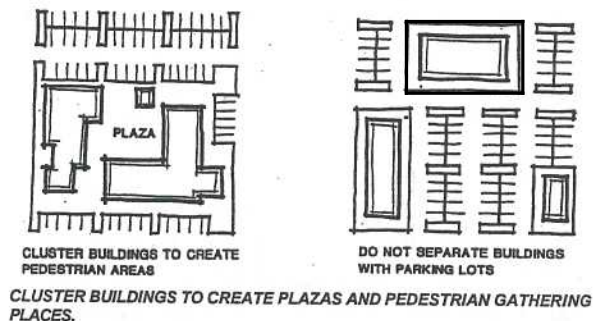 PLAZA
CLUSTER BUILDINGS TO CREATE
PEDESTRIAN AREAS
DO NOT SEPARATE BUILDINGS
WITH PARKING LOTS
CLUSTER BUILDINGS TO CREATE PLAZAS AND PEDESTRIAN GATHERING
PLACES.